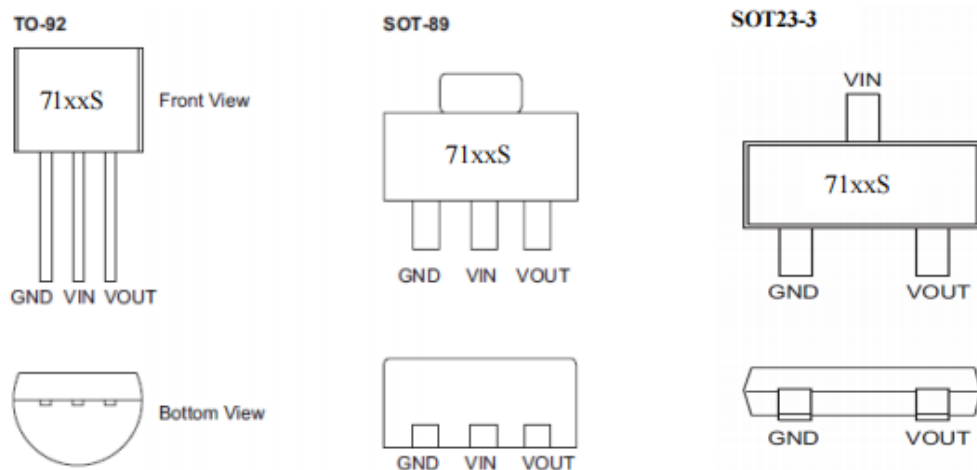 TO-92
71xxS
Front View
GND VIN VOUT
Bottom View
SOT-89
71xxS
GND VIN VOUT
GND VIN VOUT
SOT23-3
VIN
71xxS
GND VOUT
GND VOUT